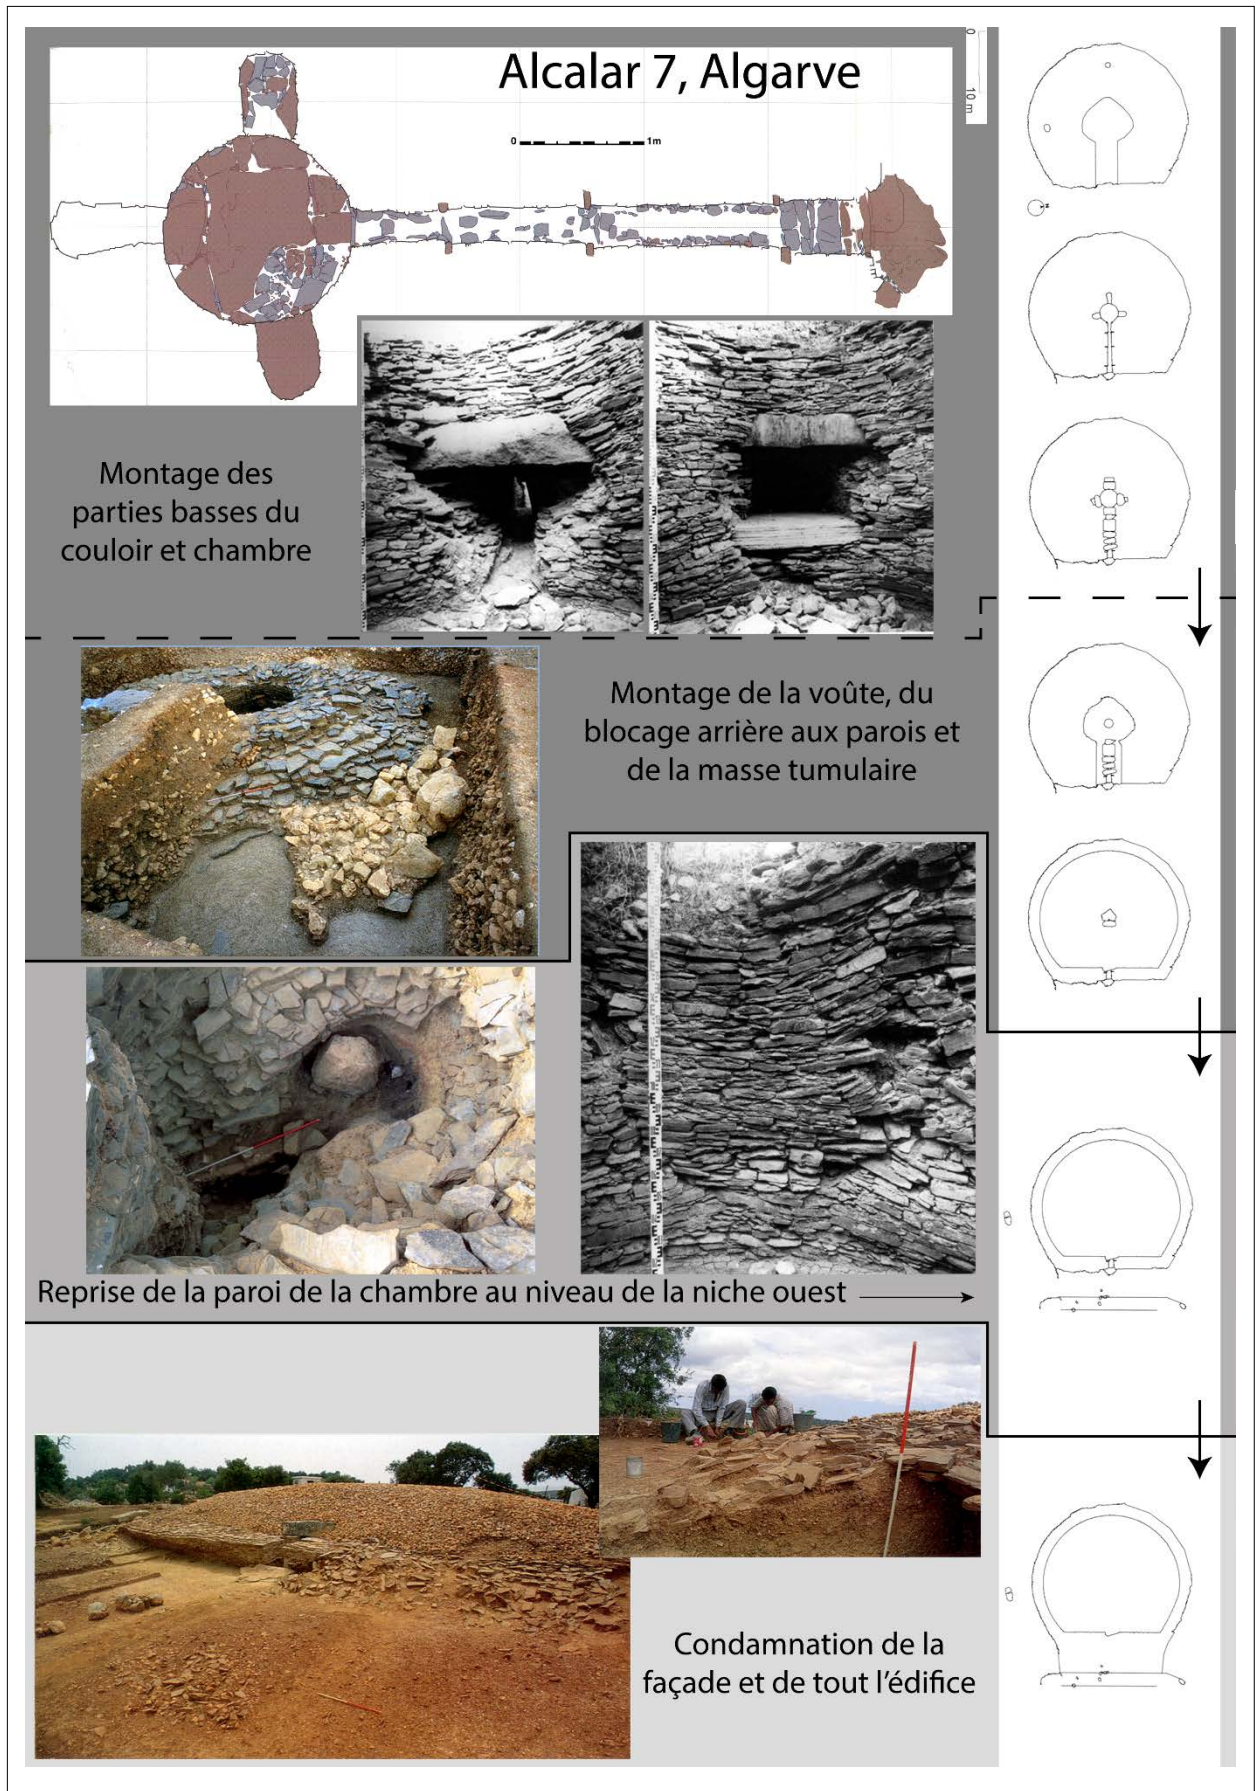 Alcalar 7, Algarve
0
1m
0
10 m
Montage des
parties basses du
couloir et chambre
Montage de la voûte, du
blocage arrière aux parois et
de la masse tumulaire
Reprise de la paroi de la chambre au niveau de la niche ouest
Condamnation de la
façade et de tout l’édifice